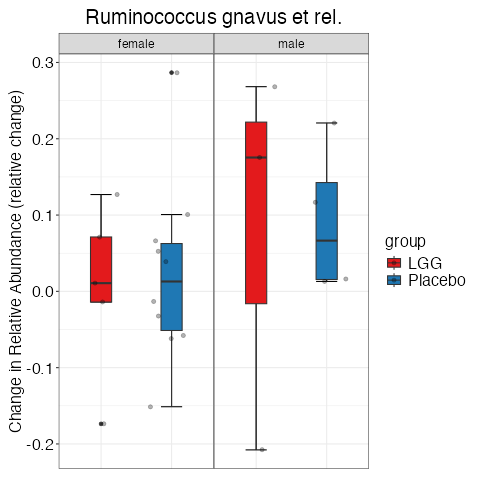 Ruminococcus gnavus et rel.
female
male
Change in Relative Abundance (relative change)
0.3
0.2
0.1
0.0
-0.1
-0.2
group
LGG
Placebo